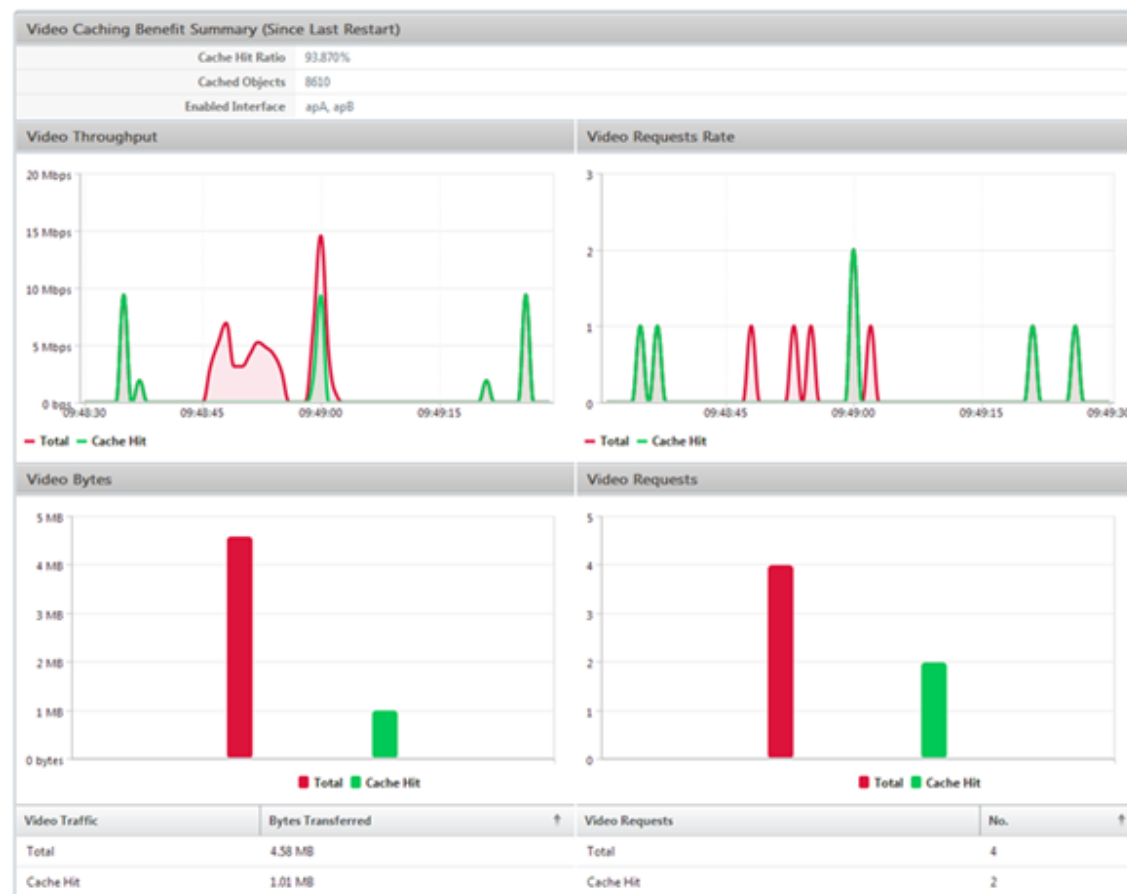 Video Caching Benefit Summary (Since Last Restart)
Cache Hit Ratio 93.870%
Cached Objects 8610
Enabled Interface apA, apB
Video Throughput
20 Mbps
15 Mbps
10 Mbps
5 Mbps
0 bps
09:48:30 09:48:45 09:49:00 09:49:15
Total Cache Hit
Video Requests Rate
3
2
1
0
09:48:45 09:49:00 09:49:15 09:49:30
Total Cache Hit
Video Bytes
5 MB
4 MB
3 MB
2 MB
1 MB
0 bytes
Total Cache Hit
Video Requests
5
4
3
2
1
0
Total Cache Hit
Video Traffic Bytes Transferred ↑
Total 4.58 MB
Cache Hit 1.01 MB
Video Requests No. ↑
Total 4
Cache Hit 2